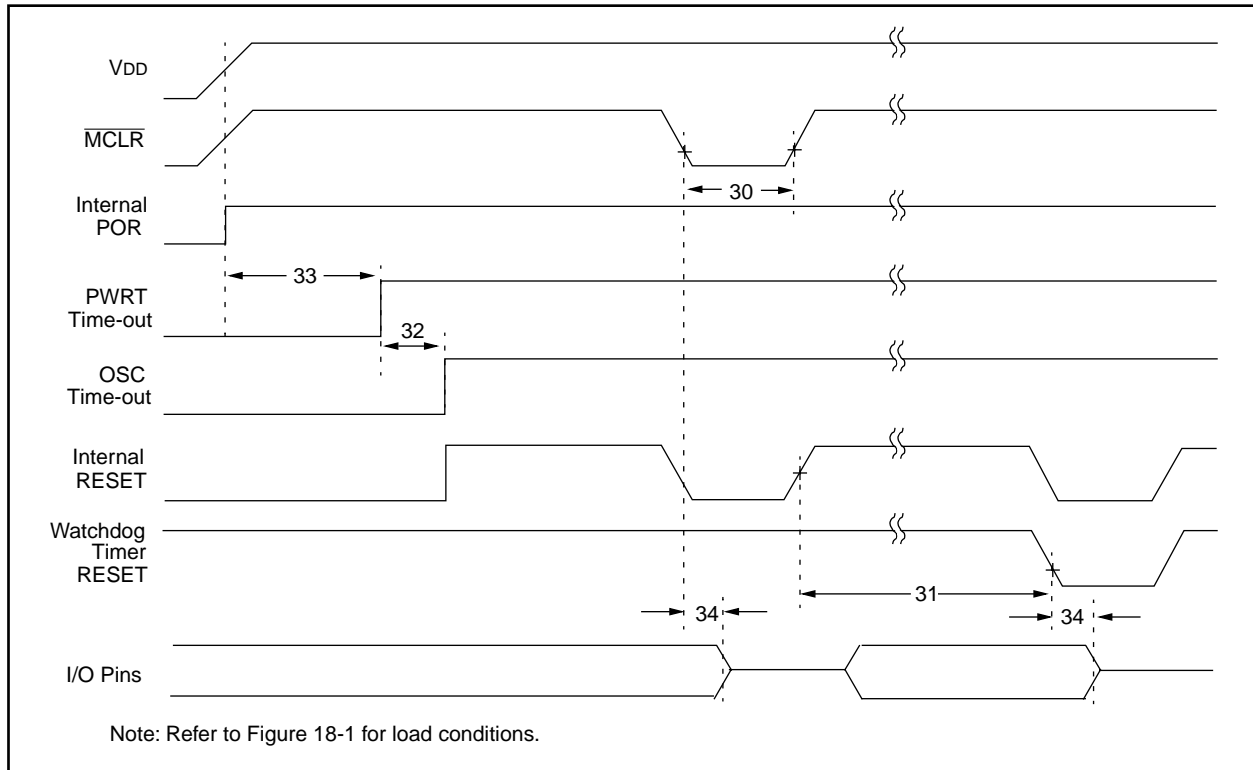 VDD
MCLR
30
Internal
POR
33
PWRT
Time-out
32
OSC
Time-out
Internal
RESET
Watchdog
Timer
RESET
31
34
34
I/O Pins
Note: Refer to Figure 18-1 for load conditions.